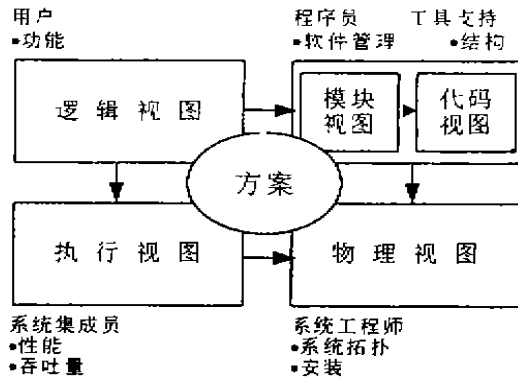 用户
•功能
程序员 工具支持
•软件管理 •结构
逻辑视图
模块
视图
代码
视图
方案
执行视图
物理视图
系统集成员
•性能
•吞吐量
系统工程师
•系统拓扑
•安装